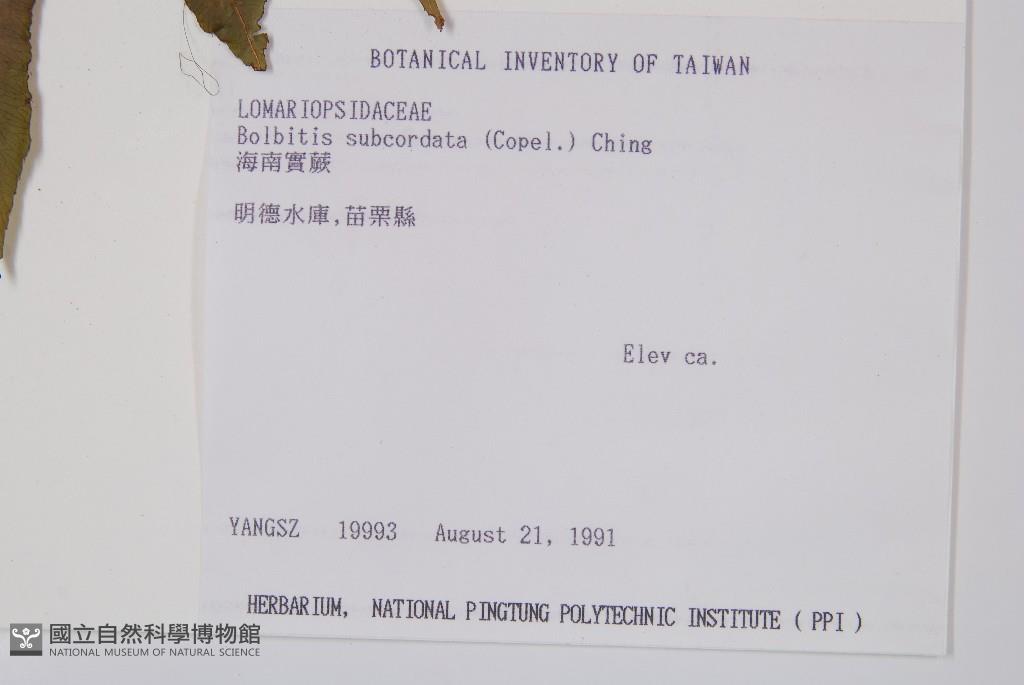 BOTANICAL INVENTORY OF TAIWAN
LOMARIOPSIDACEAE
Bolbitis subcordata (Copel.) Ching
海南實蕨
明德水庫,苗栗縣
Elev ca.
YANGSZ 19993 August 21, 1991
HERBARIUM, NATIONAL PINGTUNG POLYTECHNIC INSTITUTE ( PPI )
國立自然科學博物館
NATIONAL MUSEUM OF NATURAL SCIENCE